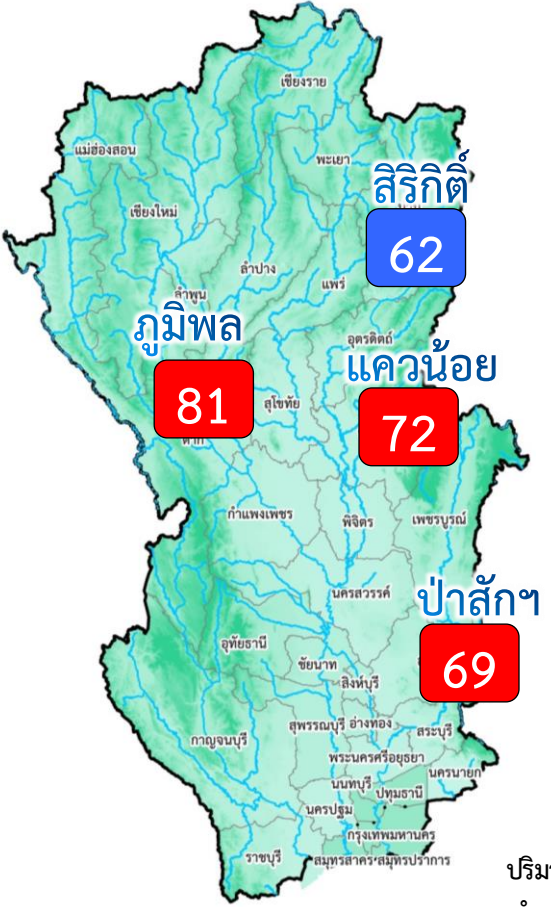 เชียงราย
แม่ฮ่องสอน
พะเยา
สิริกิติ์
เชียงใหม่
62
ลำปาง
แพร่
ลำพูน
ภูมิพล
อุตรดิตถ์
แควน้อย
81
สุโขทัย
72
ตาก
กำแพงเพชร
พิจิตร
เพชรบูรณ์
นครสวรรค์
ป่าสักฯ
อุทัยธานี
ชัยนาท
69
สิงห์บุรี
สุพรรณบุรี อ่างทอง
สระบุรี
กาญจนบุรี
พระนครศรีอยุธยา
นครนายก
นนทบุรี
ปทุมธานี
นครปฐม
กรุงเทพมหานคร
ราชบุรี
สมุทรสาคร สมุทรปราการ